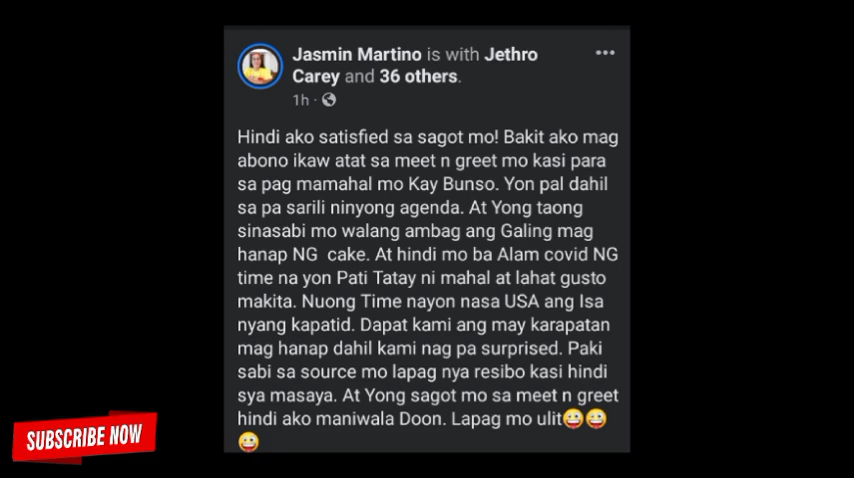 Jasmin Martino is with Jethro
Carey and 36 others.
1h ·
Hindi ako satisfied sa sagot mo! Bakit ako mag
abono ikaw atat sa meet n greet mo kasi para
sa pag mamahal mo Kay Bunso. Yon pal dahil
sa pa sarili ninyong agenda. At Yong taong
sinasabi mo walang ambag ang Galing mag
hanap NG cake. At hindi mo ba Alam covid NG
time na yon Pati Tatay ni mahal at lahat gusto
makita. Nuong Time nayon nasa USA ang Isa
nyang kapatid. Dapat kami ang may karapatan
mag hanap dahil kami nag pa surprised. Paki
sabi sa source mo lapag nya resibo kasi hindi
sya masaya. At Yong sagot mo sa meet n greet
hindi ako maniwala Doon. Lapag mo ulit🤪🤪
🤪
SUBSCRIBE NOW